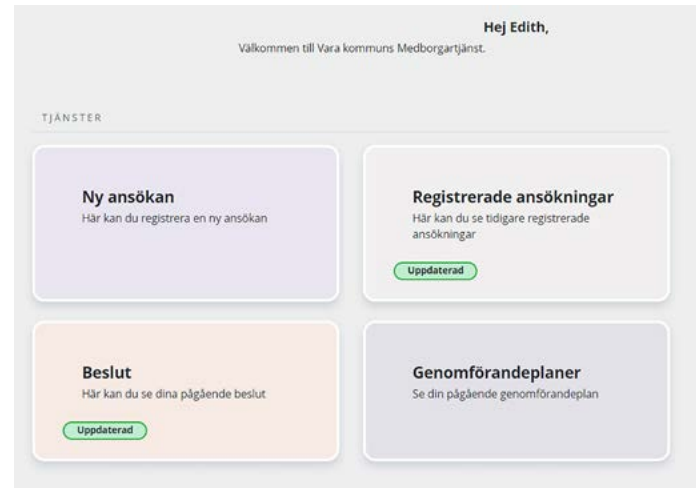 Hej Edith,
Välkommen till Vara kommuns Medborgartjänst.
TJÄNSTER
Ny ansökan
Här kan du registrera en ny ansökan
Registrerade ansökningar
Här kan du se tidigare registrerade
ansökningar
Uppdaterad
Beslut
Här kan du se dina pågående beslut
Uppdaterad
Genomförandeplaner
Se din pågående genomförandeplan